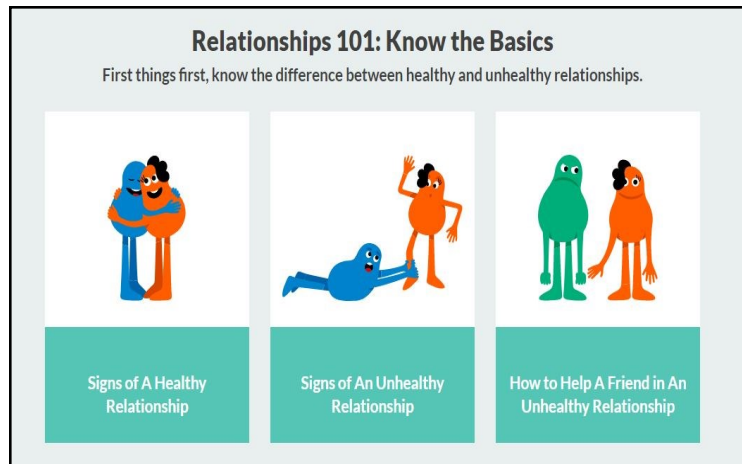 Relationships 101: Know the Basics
First things first, know the difference between healthy and unhealthy relationships.
Signs of A Healthy
Relationship
Signs of An Unhealthy
Relationship
How to Help A Friend in An
Unhealthy Relationship